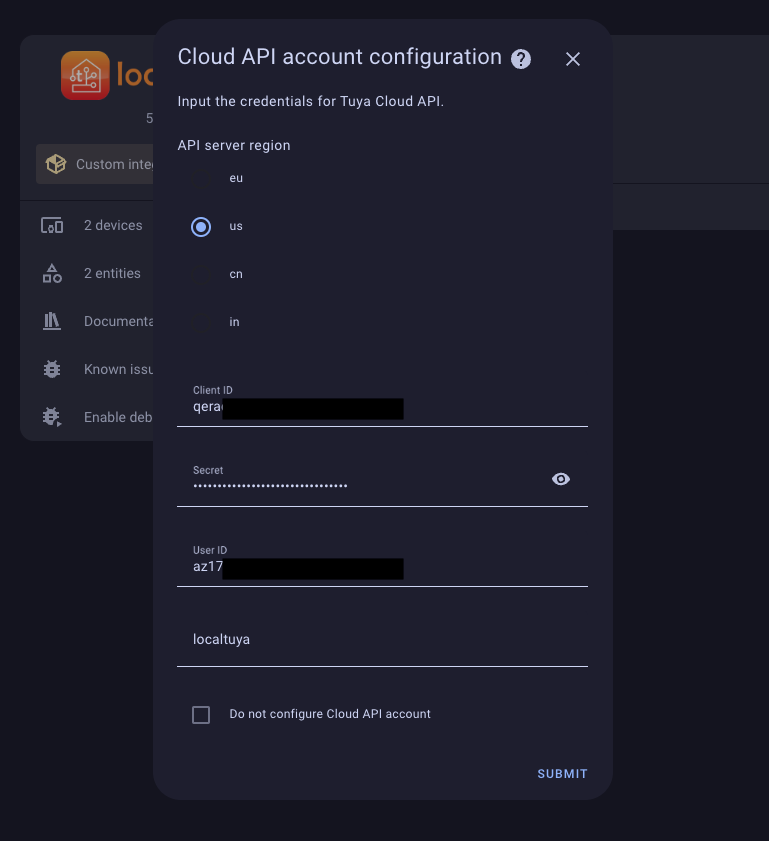 Cloud API account configuration
Input the credentials for Tuya Cloud API.
loc
5
Custom inte
2 devices
2 entities
Documenta
Known issu
Enable deb
API server region
eu
us
cn
in
Client ID
qera
Secret
•••••••••••••••••••••••••••••••
User ID
az17
localtuya
Do not configure Cloud API account
SUBMIT